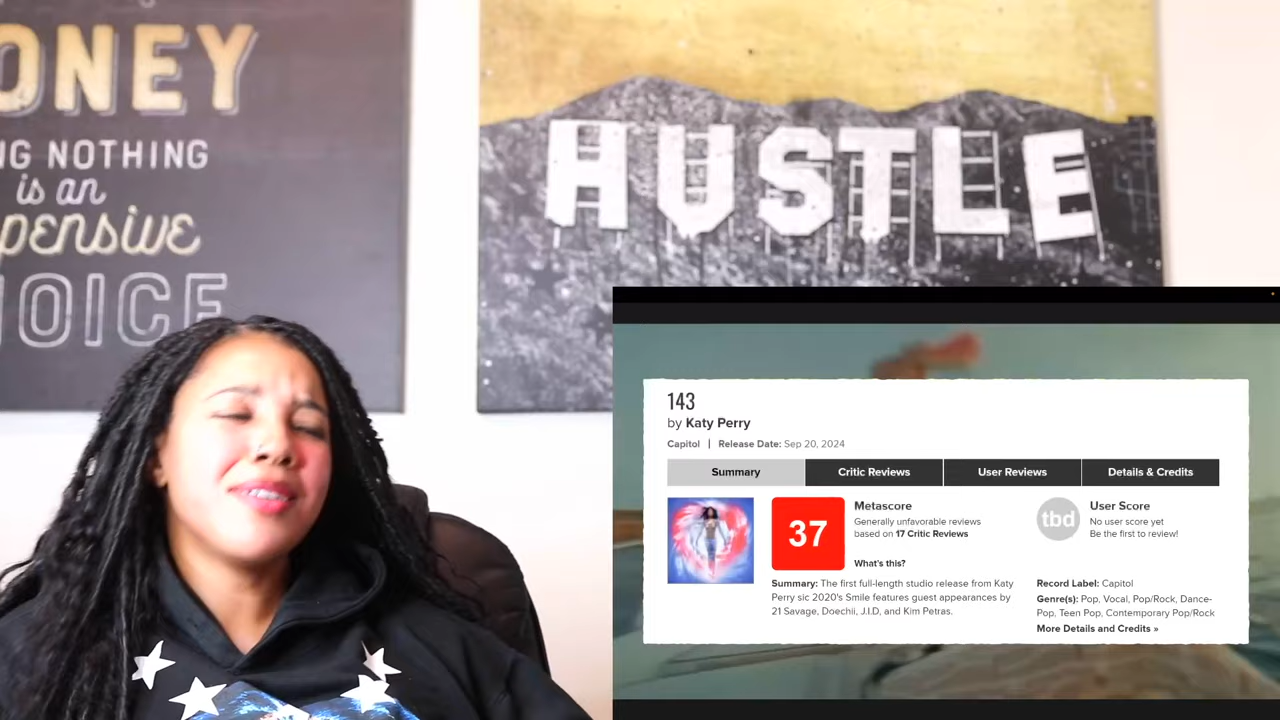 ONEY
NG NOTHING
is an
pensive
HOICE
HUSTLE
143
by Katy Perry
Capitol | Release Date: Sep 20, 2024
Summary
Critic Reviews
User Reviews
Details & Credits
37
Metascore
Generally unfavorable reviews
based on 17 Critic Reviews
What's this?
tbd
User Score
No user score yet
Be the first to review!
Summary: The first full-length studio release from Katy
Perry sic 2020's Smile features guest appearances by
21 Savage, Doechii, J.I.D, and Kim Petras.
Record Label: Capitol
Genre(s): Pop, Vocal, Pop/Rock, Dance-
Pop, Teen Pop, Contemporary Pop/Rock
More Details and Credits »